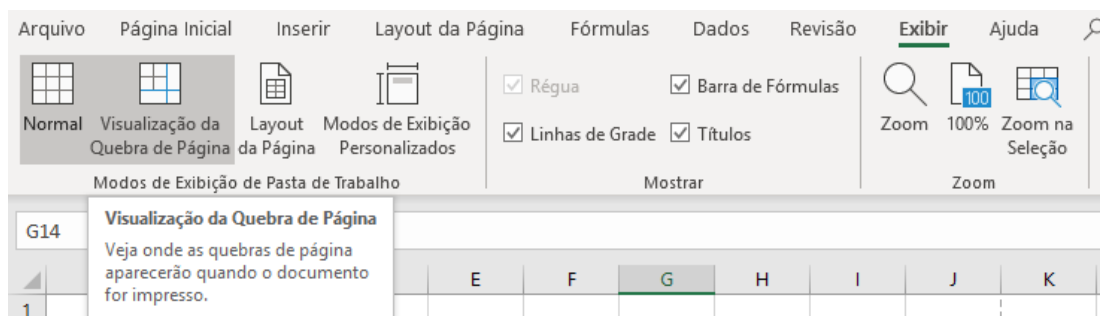 Arquivo Página Inicial Inserir Layout da Página Fórmulas Dados Revisão Exibir Ajuda
Normal
Visualização da
Quebra de Página
Layout
da Página
Modos de Exibição
Personalizados
Modos de Exibição de Pasta de Trabalho
Régua
Barra de Fórmulas
Linhas de Grade
Títulos
Mostrar
Zoom
100
100%
Zoom na
Seleção
Zoom
G14
Visualização da Quebra de Página
Veja onde as quebras de página
aparecerão quando o documento
for impresso.
E F G H I J K
1